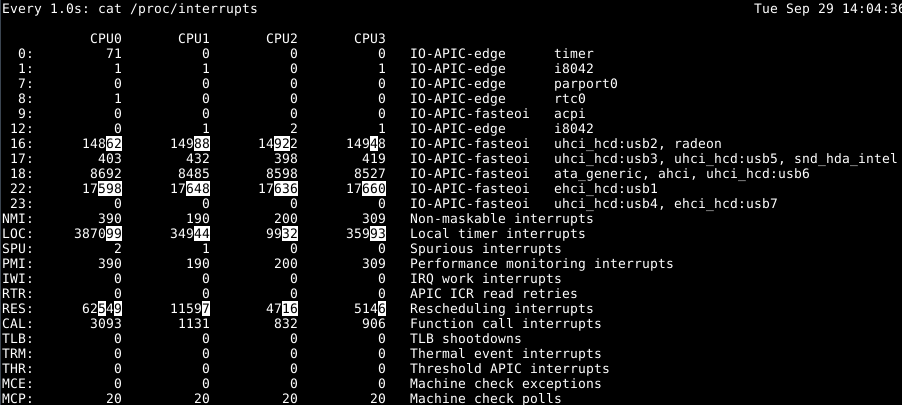 Every 1.0s: cat /proc/interrupts Tue Sep 29 14:04:36
CPU0 CPU1 CPU2 CPU3
0: 71 0 0 0 IO-APIC-edge timer
1: 1 1 0 1 IO-APIC-edge i8042
7: 0 0 0 0 IO-APIC-edge parport0
8: 1 0 0 0 IO-APIC-edge rtc0
9: 0 0 0 0 IO-APIC-fasteoi acpi
12: 0 1 2 1 IO-APIC-edge i8042
16: 14862 14988 14922 14948 IO-APIC-fasteoi uhci_hcd:usb2, radeon
17: 403 432 398 419 IO-APIC-fasteoi uhci_hcd:usb3, uhci_hcd:usb5, snd_hda_intel
18: 8692 8485 8598 8527 IO-APIC-fasteoi ata_generic, ahci, uhci_hcd:usb6
22: 17598 17648 17636 17660 IO-APIC-fasteoi ehci_hcd:usb1
23: 0 0 0 0 IO-APIC-fasteoi uhci_hcd:usb4, ehci_hcd:usb7
NMI: 390 190 200 309 Non-maskable interrupts
LOC: 387099 34944 9932 35993 Local timer interrupts
SPU: 2 1 0 0 Spurious interrupts
PMI: 390 190 200 309 Performance monitoring interrupts
IWI: 0 0 0 0 IRQ work interrupts
RTR: 0 0 0 0 APIC ICR read retries
RES: 62549 11597 4716 5146 Rescheduling interrupts
CAL: 3093 1131 832 906 Function call interrupts
TLB: 0 0 0 0 TLB shootdowns
TRM: 0 0 0 0 Thermal event interrupts
THR: 0 0 0 0 Threshold APIC interrupts
MCE: 0 0 0 0 Machine check exceptions
MCP: 20 20 20 20 Machine check polls